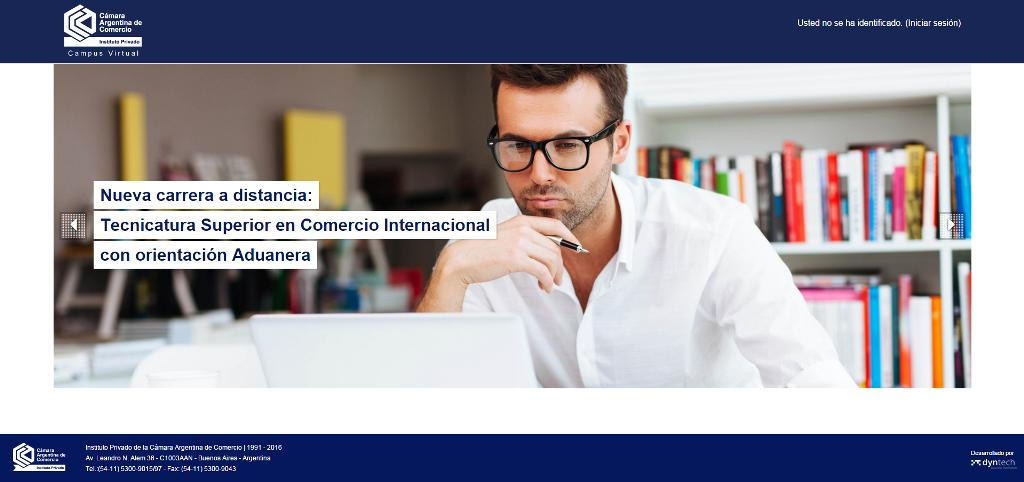 Cámara
Argentina de
Comercio
Instituto Privado
Campus Virtual
Usted no se ha identificado. (Iniciar sesión)
Nueva carrera a distancia:
Tecnicatura Superior en Comercio Internacional
con orientación Aduanera
Cámara
Argentina de
Comercio
Instituto Privado
Instituto Privado de la Cámara Argentina de Comercio | 1991 - 2016
Av. Leandro N. Alem 36 - C1003AAN - Buenos Aires - Argentina
Tel.:(54-11) 5300-9015/97 - Fax: (54-11) 5300-9043
Desarrollado por
dyntech